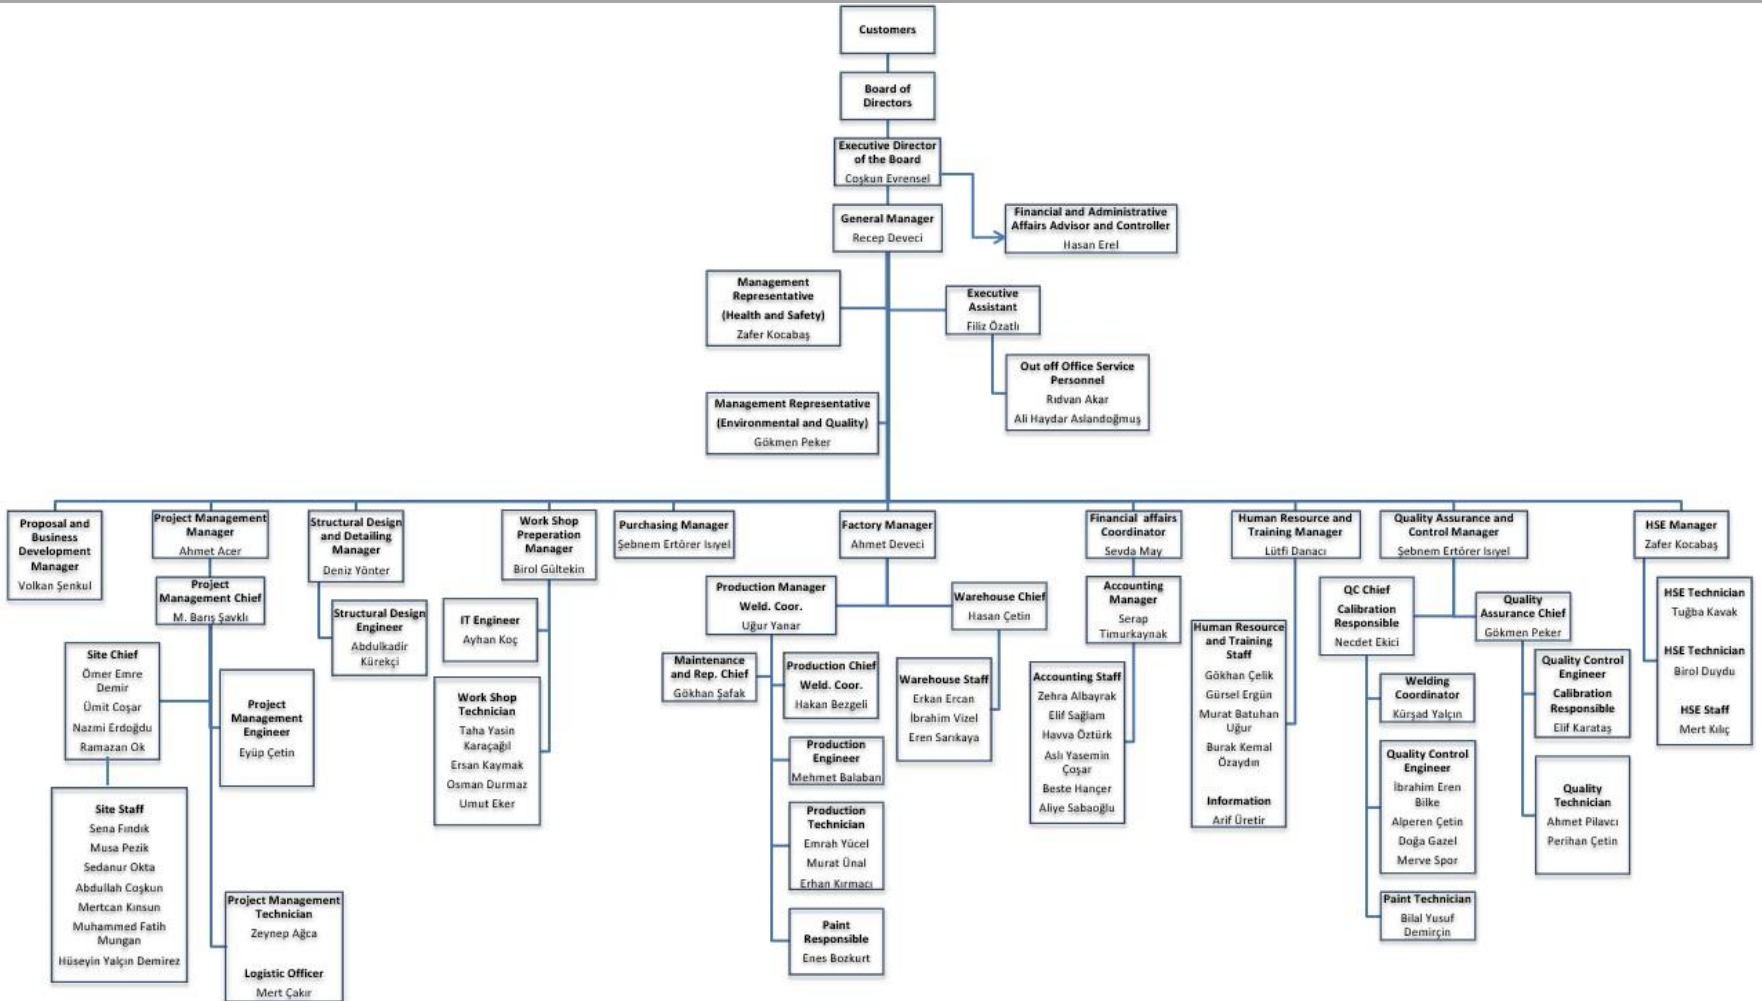 Customers
Board of
Directors
Executive Director
of the Board
Coşkun Evrensel
General Manager
Recep Deveci
Financial and Administrative
Affairs Advisor and Controller
Hasan Erel
Management
Representative
(Health and Safety)
Zafer Kocabaş
Executive
Assistant
Filiz Özatlı
Out off Office Service
Personnel
Rıdvan Akar
Ali Haydar Aslandoğmuş
Management Representative
(Environmental and Quality)
Gökmen Peker
Proposal and
Business
Development
Manager
Volkan Şenkul
Project Management
Manager
Ahmet Acer
Project
Management Chief
M. Barış Şavklı
Site Chief
Ömer Emre
Demir
Ümit Coşar
Nazmi Erdoğdu
Ramazan Ok
Site Staff
Sena Fındık
Musa Pezik
Sedanur Okta
Abdullah Coşkun
Mertcan Kınsun
Muhammed Fatih
Mungan
Hüseyin Yalçın Demirez
Project
Management
Engineer
Eyüp Çetin
Project Management
Technician
Zeynep Ağca
Logistic Officer
Mert Çakır
Structural Design
and Detailing
Manager
Deniz Yönter
Structural Design
Engineer
Abdulkadir
Kürekçi
Work Shop
Preperation
Manager
Birol Gültekin
IT Engineer
Ayhan Koç
Work Shop
Technician
Taha Yasin
Karaçağıl
Ersan Kaymak
Osman Durmaz
Umut Eker
Purchasing Manager
Şebnem Ertörer Isıyel
Factory Manager
Ahmet Deveci
Production Manager
Weld. Coor.
Uğur Yanar
Maintenance
and Rep. Chief
Gökhan Şafak
Production Chief
Weld. Coor.
Hakan Bezgeli
Production
Engineer
Mehmet Balaban
Production
Technician
Emrah Yücel
Murat Ünal
Erhan Kırmacı
Paint
Responsible
Enes Bozkurt
Warehouse Chief
Hasan Çetin
Warehouse Staff
Erkan Ercan
İbrahim Vizel
Eren Sarıkaya
Financial affairs
Coordinator
Sevda May
Accounting
Manager
Serap
Timurkaynak
Accounting Staff
Zehra Albayrak
Elif Sağlam
Havva Öztürk
Aslı Yasemin
Çoşar
Beste Hançer
Aliye Sabaoğlu
Human Resource and
Training Manager
Lütfi Danacı
Human Resource
and Training
Staff
Gökhan Çelik
Gürsel Ergün
Murat Batuhan
Uğur
Burak Kemal
Özaydın
Information
Arif Üretir
Quality Assurance and
Control Manager
Şebnem Ertörer Isıyel
QC Chief
Calibration
Responsible
Necdet Ekici
Welding
Coordinator
Kürşad Yalçın
Quality Control
Engineer
İbrahim Eren
Bilke
Alperen Çetin
Doğa Gazel
Merve Spor
Paint Technician
Bilal Yusuf
Demirçin
Quality
Assurance Chief
Gökmen Peker
Quality Control
Engineer
Calibration
Responsible
Elif Karataş
Quality
Technician
Ahmet Pilavcı
Perihan Çetin
HSE Manager
Zafer Kocabaş
HSE Technician
Tuğba Kavak
HSE Technician
Birol Duydu
HSE Staff
Mert Kılıç